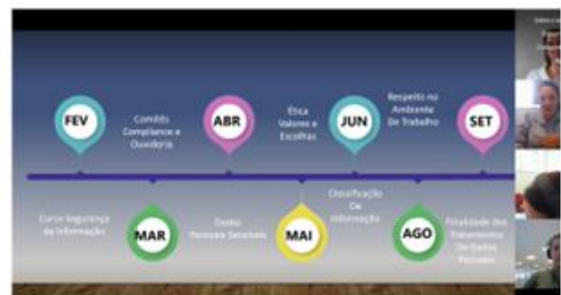 FEV
Comitês
Compliance e
Ouvidoria
ABR
Ética
Valores e
Escolhas
JUN
Respeito no
Ambiente
De Trabalho
SET
Curso Segurança
da Informação
MAR
Dados
Pessoais Sensíveis
MAI
Classificação
Da
Informação
AGO
Finalidade dos
Tratamentos
De Dados
Pessoais